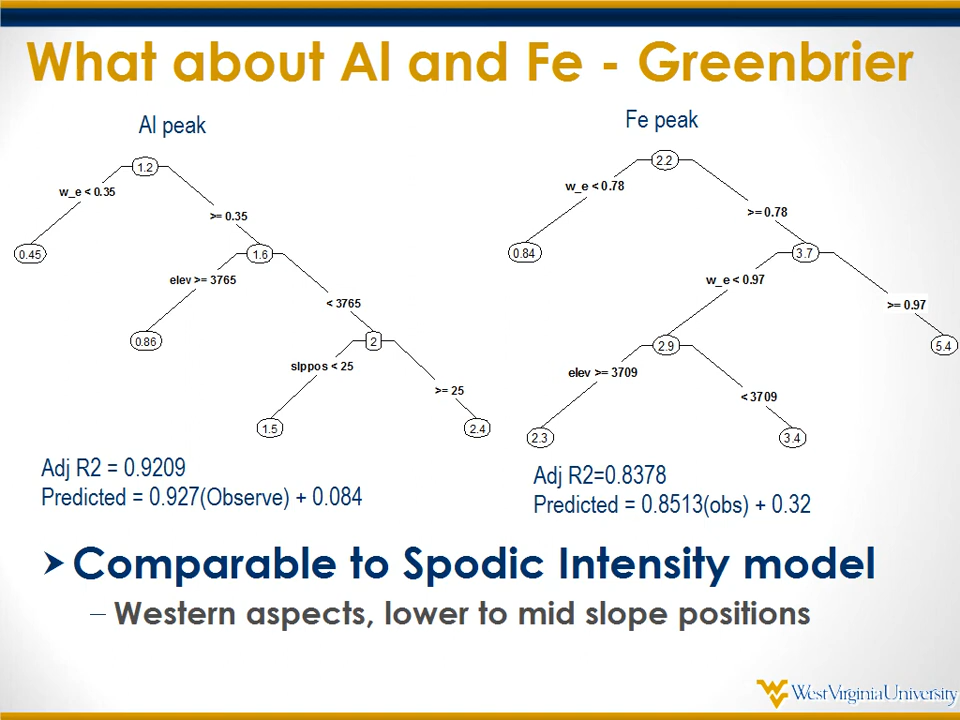 What about Al and Fe - Greenbrier
Al peak
1.2
w_e < 0.35
>= 0.35
0.45
1.6
elev >= 3765
< 3765
0.86
2
slppos < 25
>= 25
1.5
2.4
Adj R2 = 0.9209
Predicted = 0.927(Observe) + 0.084
Fe peak
2.2
w_e < 0.78
>= 0.78
0.84
3.7
w_e < 0.97
>= 0.97
2.9
5.4
elev >= 3709
< 3709
2.3
3.4
Adj R2=0.8378
Predicted = 0.8513(obs) + 0.32
➢ Comparable to Spodic Intensity model
– Western aspects, lower to mid slope positions
West Virginia University